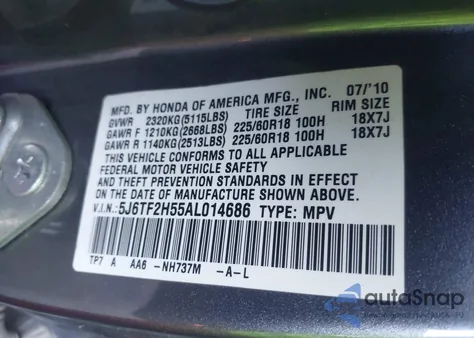 MFD. BY HONDA OF AMERICA MFG., INC. 07/'10
GVWR 2320KG(5115LBS) TIRE SIZE RIM SIZE
GAWR F 1210KG(2668LBS) 225/60R18 100H 18X7J
GAWR R 1140KG(2513LBS) 225/60R18 100H 18X7J
THIS VEHICLE CONFORMS TO ALL APPLICABLE
FEDERAL MOTOR VEHICLE SAFETY
STANDARDS IN EFFECT
ON THE DATE OF MANUFACTURE SHOWN ABOVE.
V.I.N.:5J6TF2H55AL014686 TYPE: MPV
TP7 A AA6 -NH737M -A-L
autoSnap